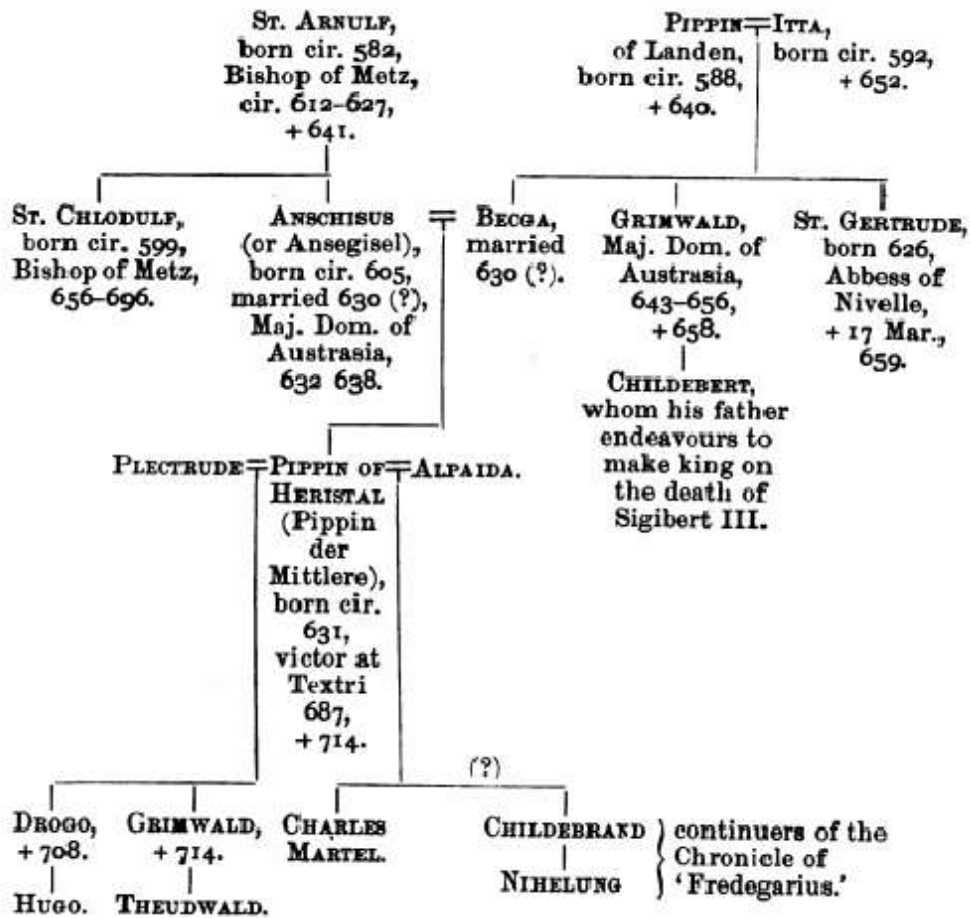 ST. ARNULF,
born cir. 582,
Bishop of Metz,
cir. 612–627,
+ 641.
PIPPIN
of Landen,
born cir. 588,
+ 640.
ITTA,
born cir. 592,
+ 652.
ST. CHLODULF,
born cir. 599,
Bishop of Metz,
656–696.
ANSCHISUS
(or Ansegisel),
born cir. 605,
married 630 (?),
Maj. Dom. of
Austrasia,
632 638.
BECGA,
married
630 (?).
GRIMWALD,
Maj. Dom. of
Austrasia,
643–656,
+ 658.
ST. GERTRUDE,
born 626,
Abbess of
Nivelle,
+ 17 Mar.,
659.
CHILDEBERT,
whom his father
endeavours to
make king on
the death of
Sigibert III.
PLECTRUDE
PIPPIN OF
HERISTAL
(Pippin
der
Mittlere),
born cir.
631,
victor at
Textri
687,
+ 714.
ALPAIDA.
DROGO,
+ 708.
HUGO.
GRIMWALD,
+ 714.
THEUDWALD.
CHARLES
MARTEL.
(?)
CHILDEBRAND
NIHELUNG
continuers of the
Chronicle of
'Fredegarius.'